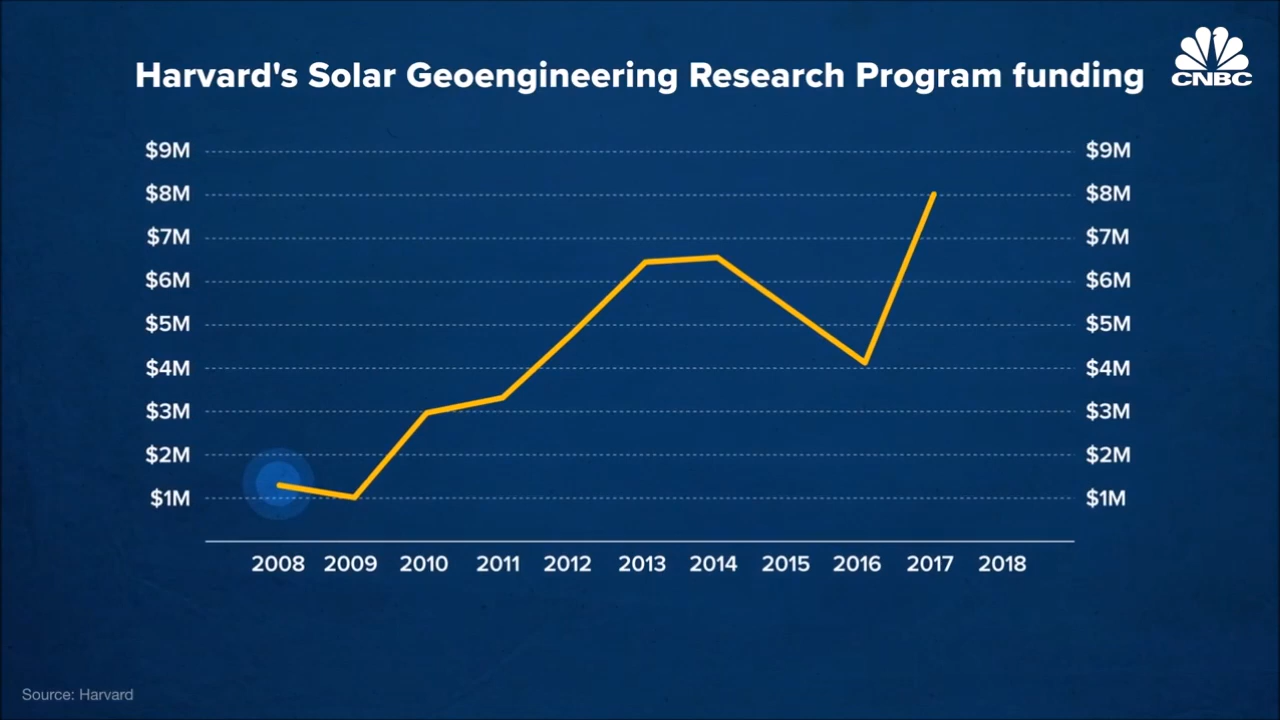 Harvard's Solar Geoengineering Research Program funding
CNBC
$9M $9M
$8M $8M
$7M $7M
$6M $6M
$5M $5M
$4M $4M
$3M $3M
$2M $2M
$1M $1M
2008 2009 2010 2011 2012 2013 2014 2015 2016 2017 2018
Source: Harvard